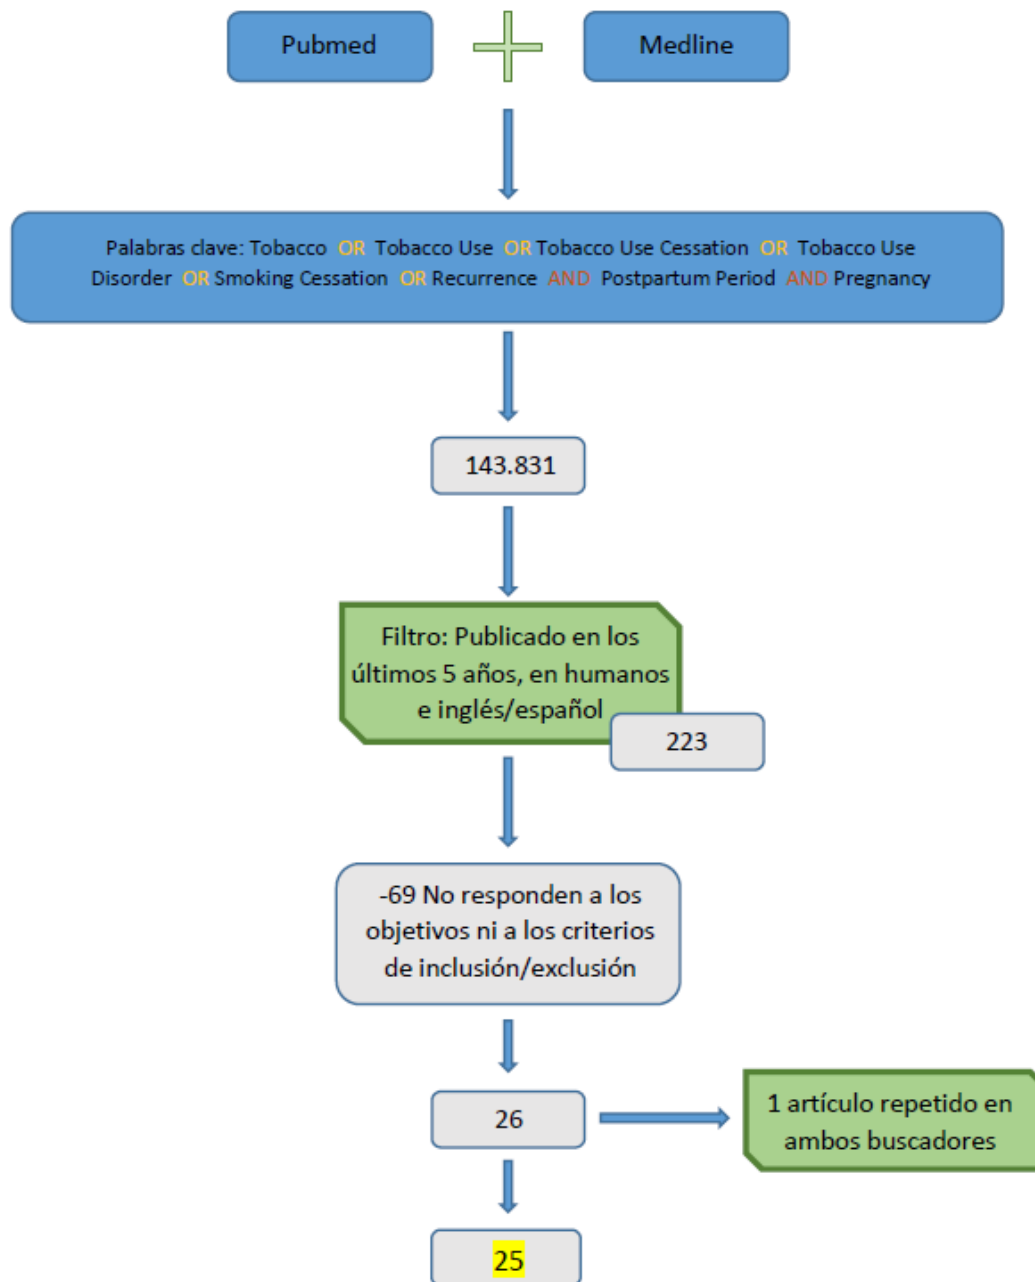 Pubmed
Medline
Palabras clave: Tobacco OR Tobacco Use OR Tobacco Use Cessation OR Tobacco Use
Disorder OR Smoking Cessation OR Recurrence AND Postpartum Period AND Pregnancy
143.831
Filtro: Publicado en los
últimos 5 años, en humanos
e inglés/español
223
-69 No responden a los
objetivos ni a los criterios
de inclusión/exclusión
26
1 artículo repetido en
ambos buscadores
25